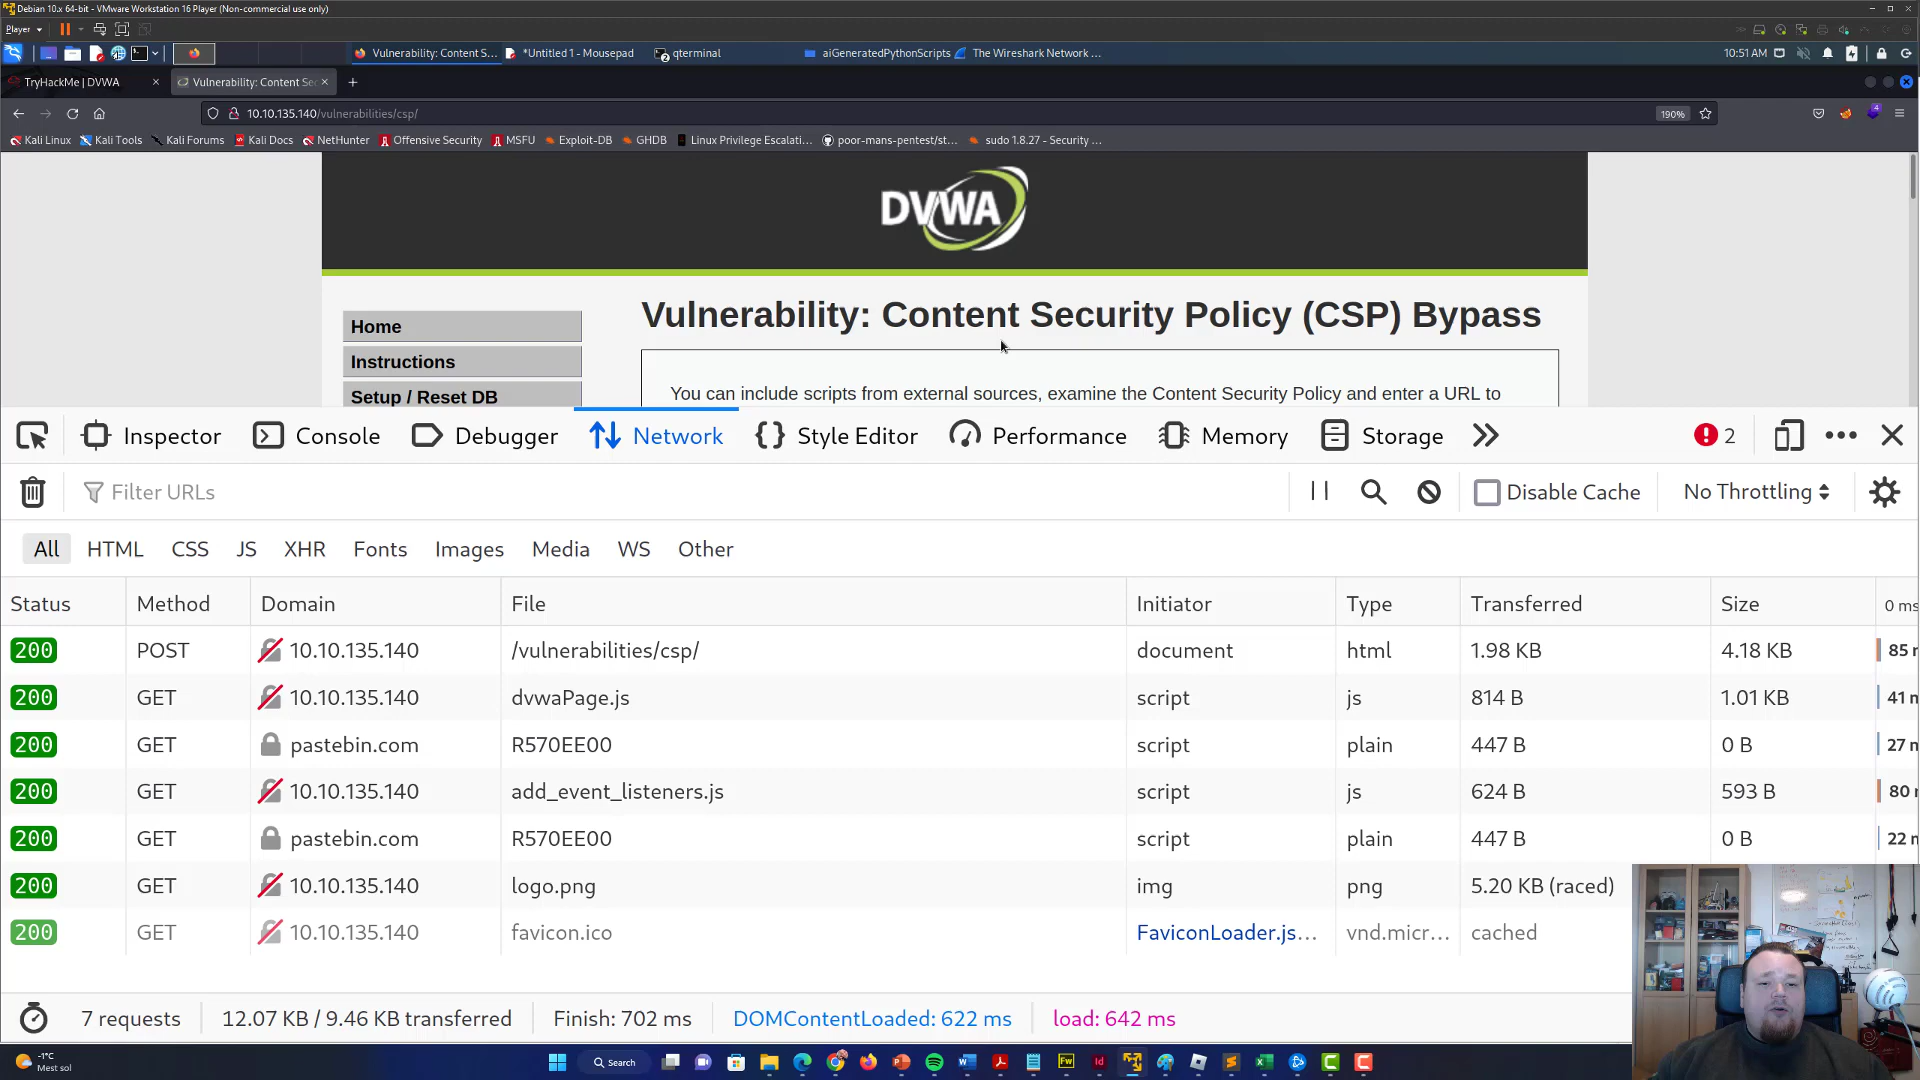 Debian 10.x 64-bit - VMware Workstation 16 Player (Non-commercial use only)
Player
Vulnerability: Content S...
*Untitled 1 - Mousepad
qterminal
aiGeneratedPythonScripts
The Wireshark Network ...
10:51 AM
TryHackMe | DVWA
Vulnerability: Content Sec
10.10.135.140/vulnerabilities/csp/
190%
Kali Linux
Kali Tools
Kali Forums
Kali Docs
NetHunter
Offensive Security
MSFU
Exploit-DB
GHDB
Linux Privilege Escalati...
poor-mans-pentest/st...
sudo 1.8.27 - Security ...
DVWA
Vulnerability: Content Security Policy (CSP) Bypass
Home
Instructions
Setup / Reset DB
You can include scripts from external sources, examine the Content Security Policy and enter a URL to
Inspector
Console
Debugger
Network
Style Editor
Performance
Memory
Storage
2
Filter URLs
Disable Cache
No Throttling
All HTML CSS JS XHR Fonts Images Media WS Other
Status Method Domain File Initiator Type Transferred Size 0 ms
200 POST 10.10.135.140 /vulnerabilities/csp/ document html 1.98 KB 4.18 KB 85
200 GET 10.10.135.140 dvwaPage.js script js 814 B 1.01 KB 41
200 GET pastebin.com R570EE00 script plain 447 B 0 B 27
200 GET 10.10.135.140 add_event_listeners.js script js 624 B 593 B 80
200 GET pastebin.com R570EE00 script plain 447 B 0 B 22
200 GET 10.10.135.140 logo.png img png 5.20 KB (raced)
200 GET 10.10.135.140 favicon.ico FaviconLoader.js... vnd.micr... cached
7 requests
12.07 KB / 9.46 KB transferred
Finish: 702 ms
DOMContentLoaded: 622 ms
load: 642 ms
-1°C
Mest sol
Search